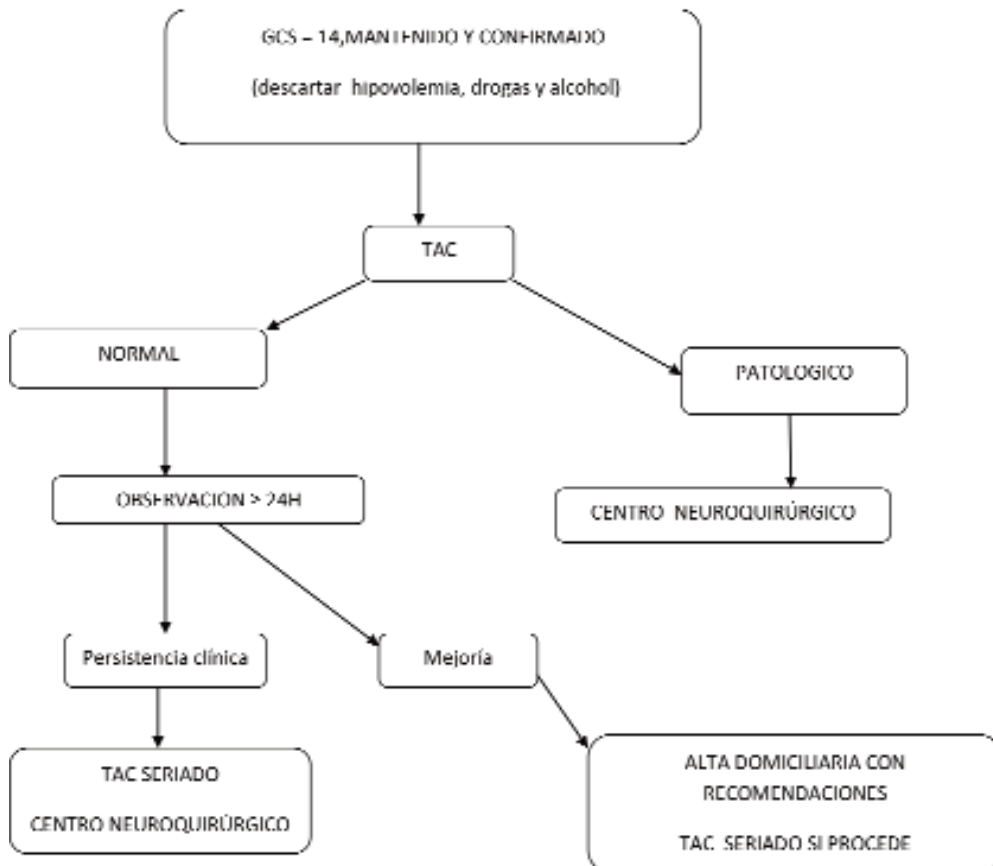 GCS = 14,MANTENIDO Y CONFIRMADO
(descartar hipovolemia, drogas y alcohol)
TAC
NORMAL
PATOLOGICO
OBSERVACION > 24H
CENTRO NEUROQUIRÚRGICO
Persistencia clínica
Mejoría
TAC SERIADO
CENTRO NEUROQUIRÚRGICO
ALTA DOMICILIARIA CON
RECOMENDACIONES
TAC SERIADO SI PROCEDE